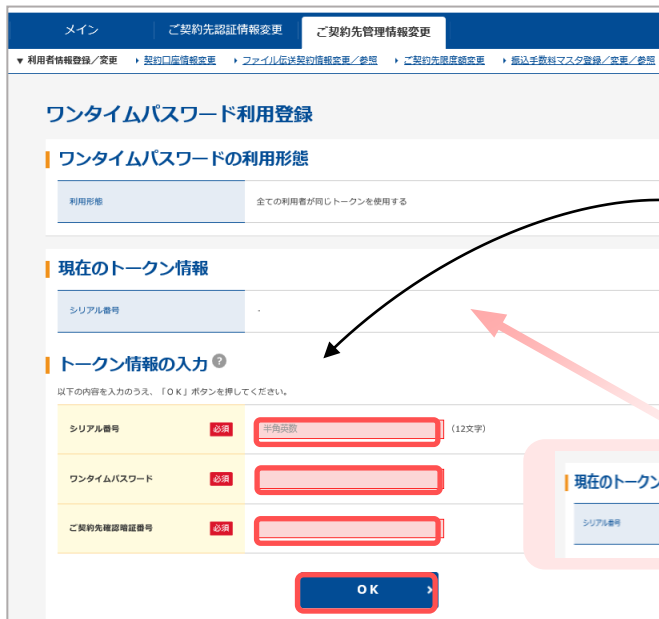 メイン ご契約先認証情報変更 ご契約先管理情報変更
▼ 利用者情報登録／変更 契約口座情報変更 ファイル伝送契約情報変更／参照 ご契約先限度額変更 振込手数料マスタ登録／変更／参照
ワンタイムパスワード利用登録
ワンタイムパスワードの利用形態
利用形態 全ての利用者が同じトークンを使用する
現在のトークン情報
シリアル番号 -
トークン情報の入力 ?
以下の内容を入力のうえ、「ＯＫ」ボタンを押してください。
シリアル番号 必須 半角英数 (12文字)
ワンタイムパスワード 必須
現在のトークン
シリアル番号
ご契約先確認暗証番号 必須
ＯＫ